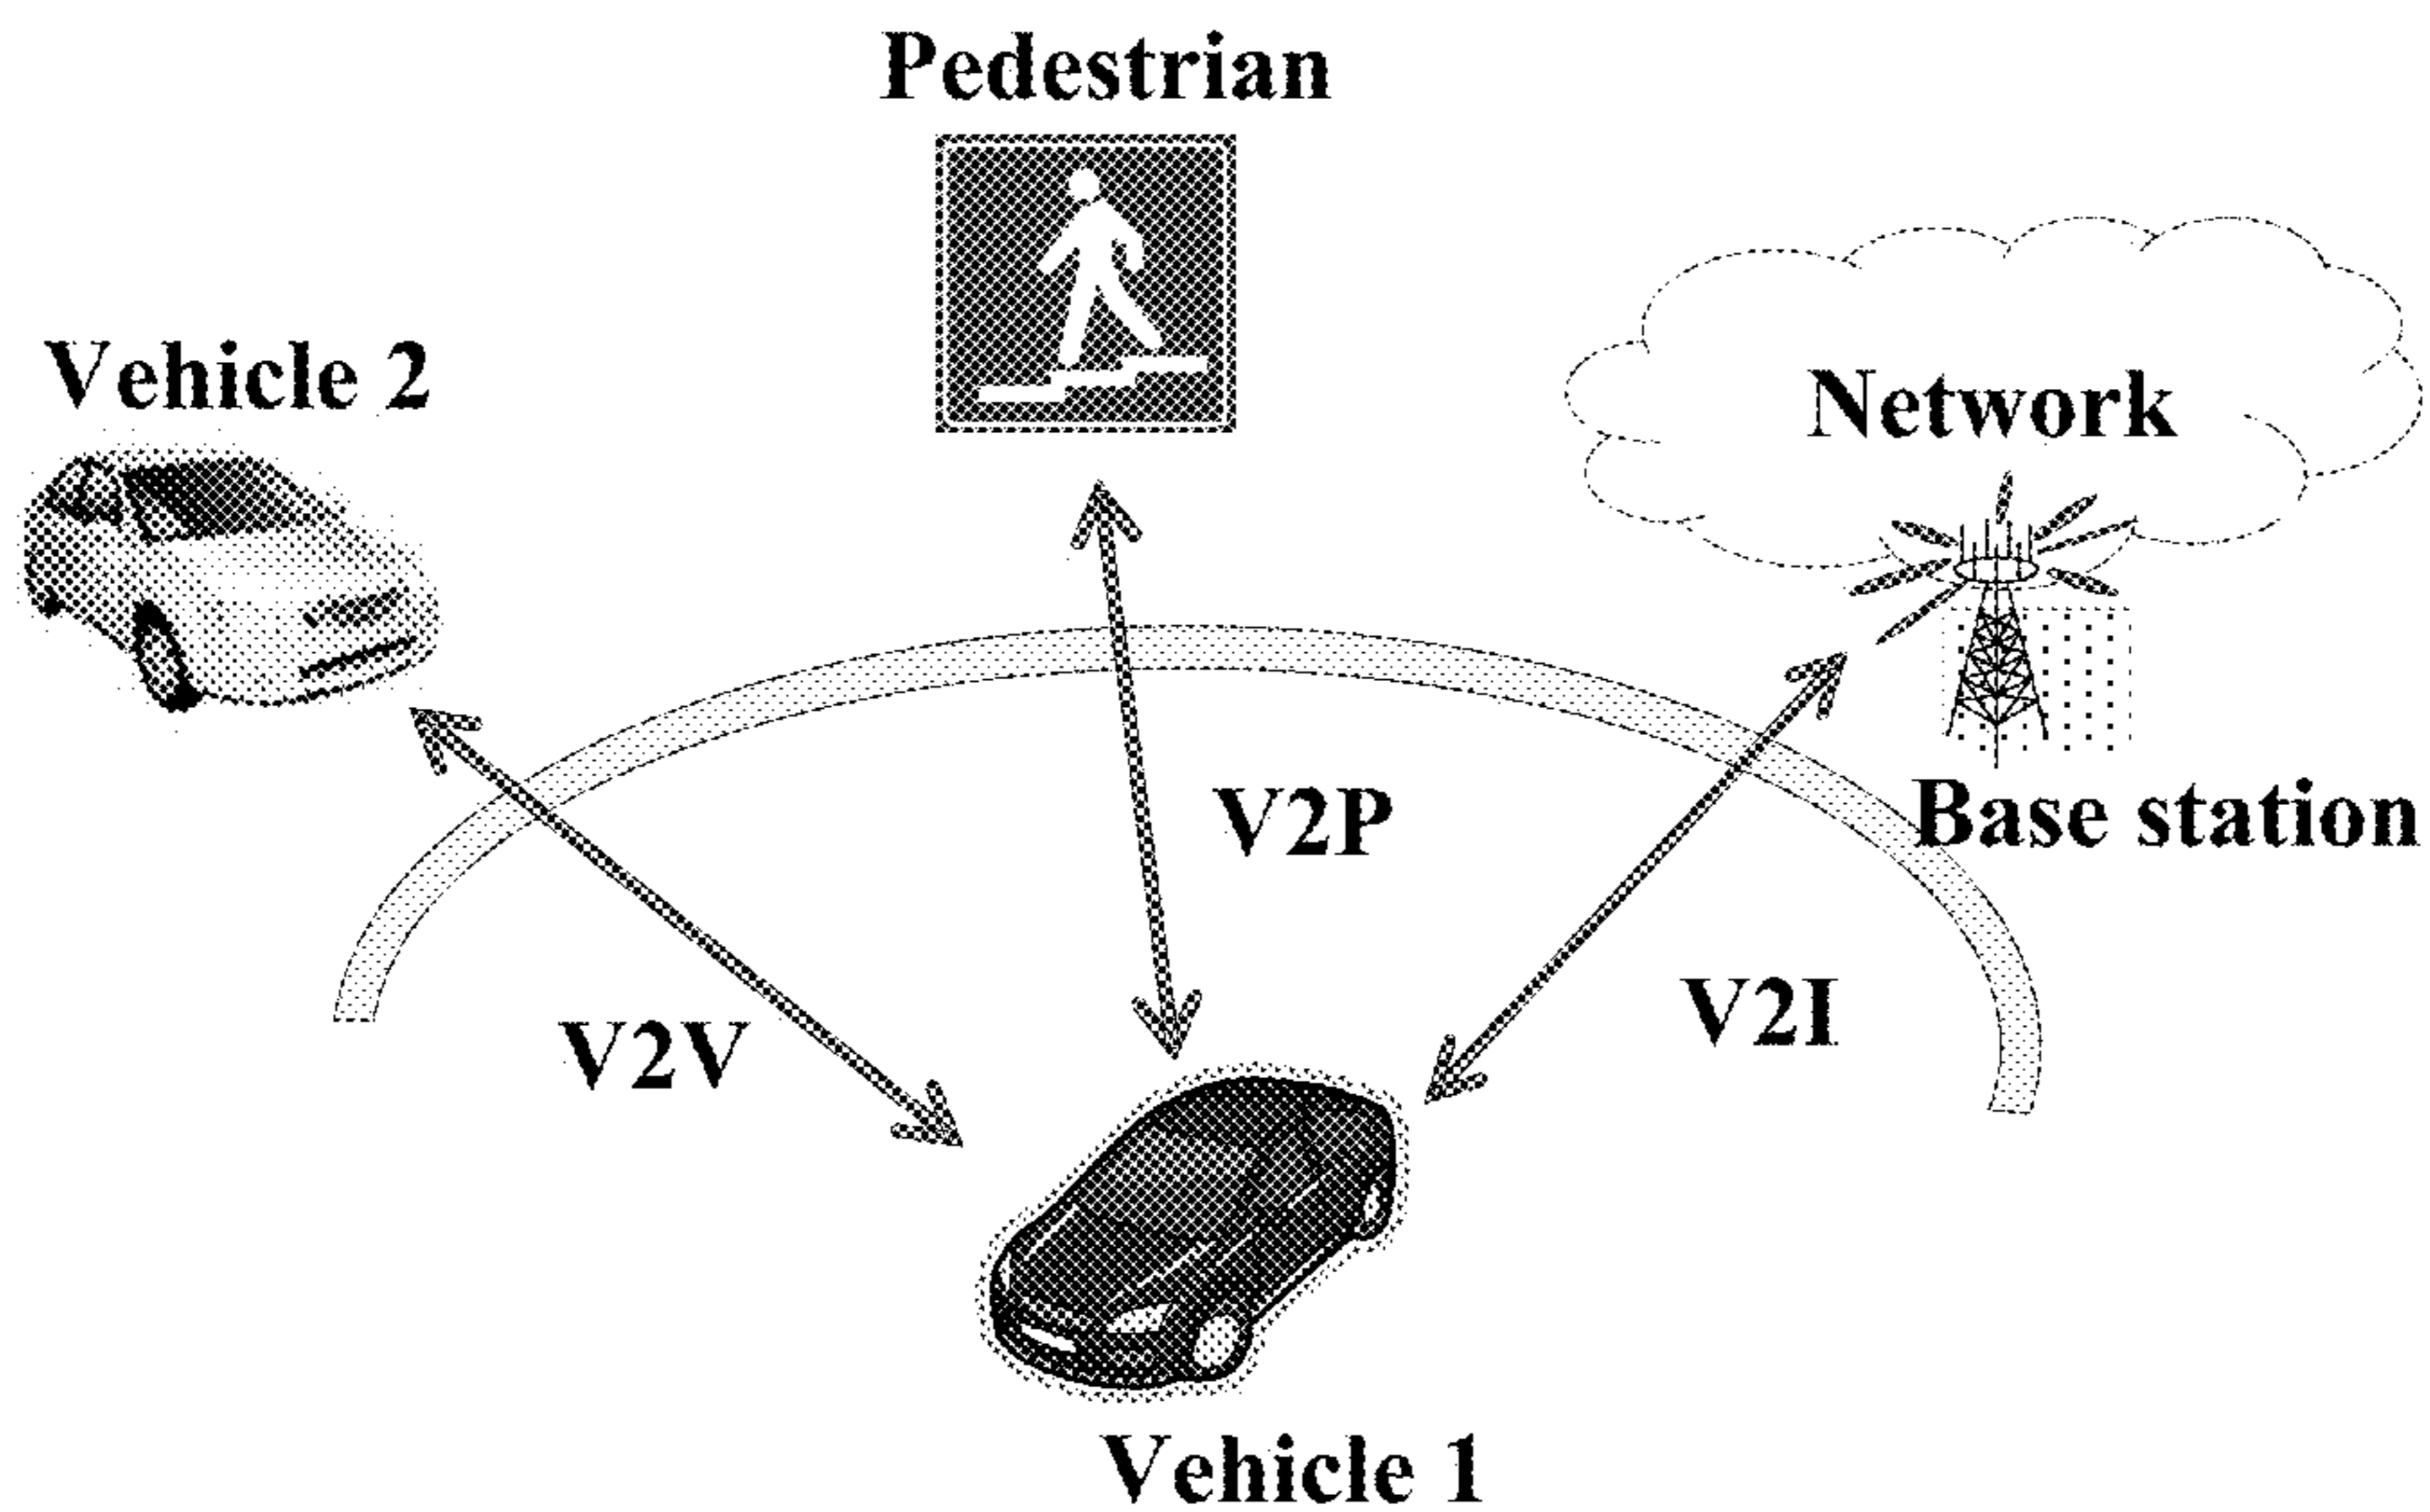 Pedestrian
Vehicle 2
Network
Base station
V2P
V2I
V2V
Vehicle 1